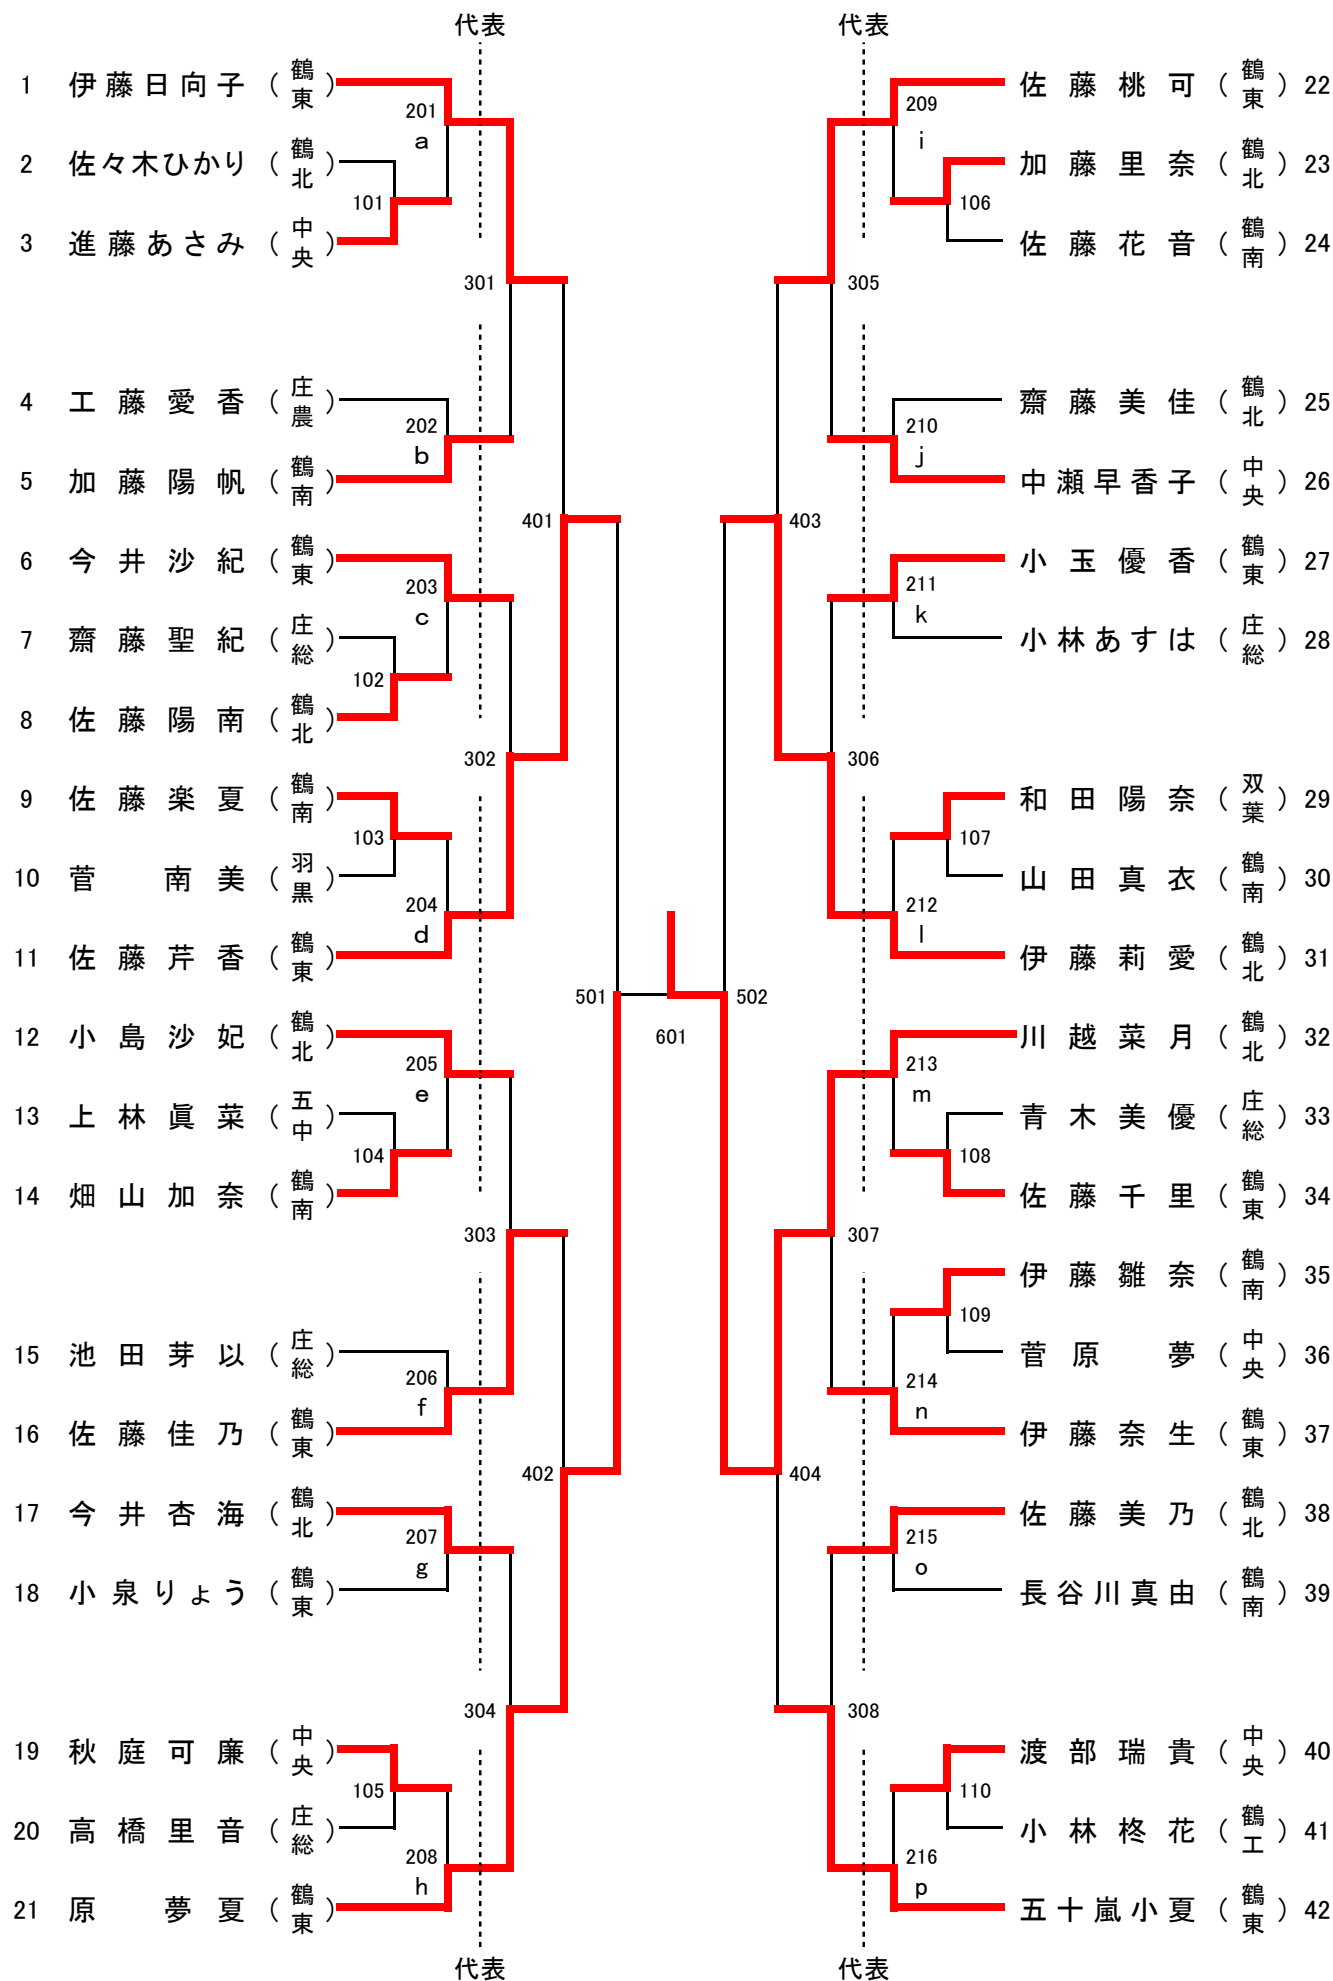 代表 代表
1 伊藤日向子 (鶴東)
201
a
2 佐々木ひかり (鶴北)
101
3 進藤あさみ (中央)
301
4 工藤愛香 (庄農)
202
b
5 加藤陽帆 (鶴南)
401
6 今井沙紀 (鶴東)
203
c
7 齋藤聖紀 (庄総)
102
8 佐藤陽南 (鶴北)
302
9 佐藤楽夏 (鶴南)
103
10 菅南美 (羽黒)
204
d
11 佐藤芹香 (鶴東)
501
12 小島沙妃 (鶴北)
205
e
13 上林眞菜 (五中)
104
14 畑山加奈 (鶴南)
303
15 池田芽以 (庄総)
206
f
16 佐藤佳乃 (鶴東)
402
17 今井杏海 (鶴北)
207
g
18 小泉りょう (鶴東)
304
19 秋庭可廉 (中央)
105
20 高橋里音 (庄総)
208
h
21 原夢夏 (鶴東)
601
佐藤桃可 (鶴東) 22
209
i
加藤里奈 (鶴北) 23
106
佐藤花音 (鶴南) 24
305
齋藤美佳 (鶴北) 25
210
j
中瀬早香子 (中央) 26
403
小玉優香 (鶴東) 27
211
k
小林あすは (庄総) 28
306
和田陽奈 (双葉) 29
107
山田真衣 (鶴南) 30
212
l
伊藤莉愛 (鶴北) 31
502
川越菜月 (鶴北) 32
213
m
青木美優 (庄総) 33
108
佐藤千里 (鶴東) 34
307
伊藤雛奈 (鶴南) 35
109
菅原夢 (中央) 36
214
n
伊藤奈生 (鶴東) 37
404
佐藤美乃 (鶴北) 38
215
o
長谷川真由 (鶴南) 39
308
渡部瑞貴 (中央) 40
110
小林柊花 (鶴工) 41
216
p
五十嵐小夏 (鶴東) 42
代表 代表